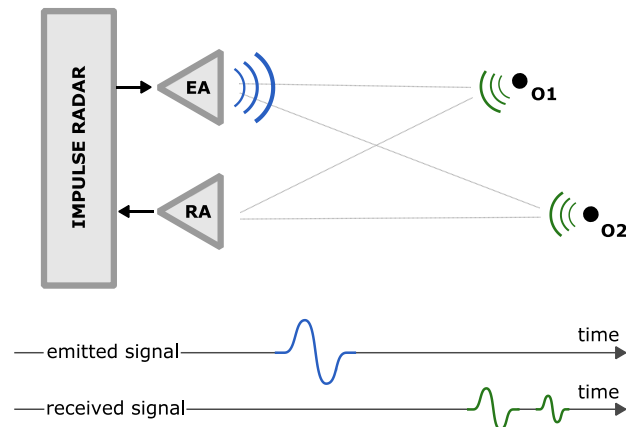 IMPULSE RADAR
EA
O1
RA
O2
time
emitted signal
time
received signal